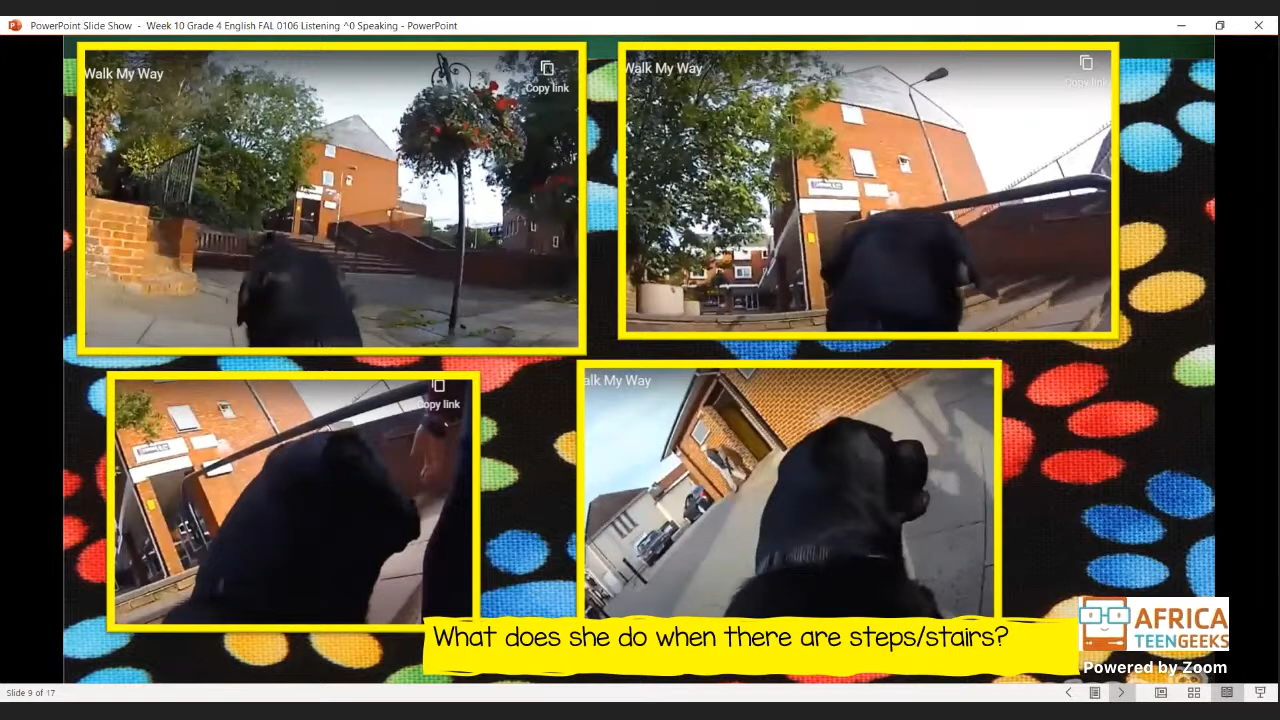 PowerPoint Slide Show - Week 10 Grade 4 English FAL 0106 Listening ^0 Speaking - PowerPoint
Walk My Way
Copy link
Walk My Way
Copy link
Copy link
alk My Way
What does she do when there are steps/stairs?
AFRICA
TEENGEEKS
Powered by Zoom
Slide 9 of 17